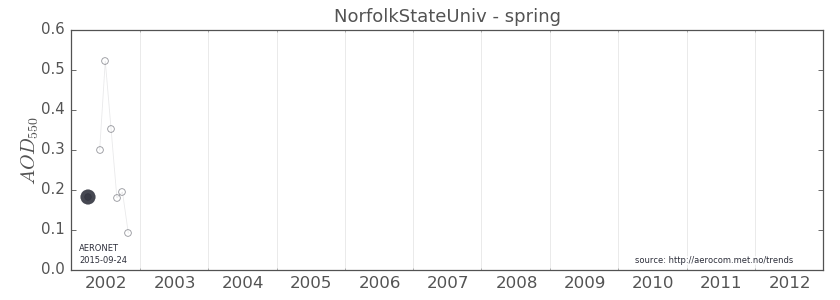 NorfolkStateUniv - spring
0.6
0.5
0.4
0.3
0.2
0.1
0.0
AOD550
AERONET
2015-09-24
source: http://aerocom.met.no/trends
2002 2003 2004 2005 2006 2007 2008 2009 2010 2011 2012